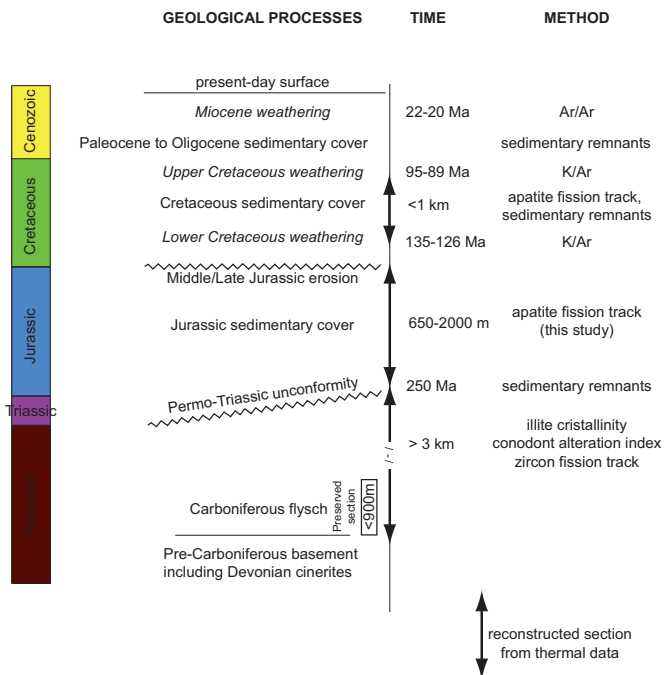 GEOLOGICAL PROCESSES TIME METHOD
present-day surface
Cenozoic
Miocene weathering 22-20 Ma Ar/Ar
Paleocene to Oligocene sedimentary cover sedimentary remnants
Upper Cretaceous weathering 95-89 Ma K/Ar
Cretaceous
Cretaceous sedimentary cover <1 km apatite fission track,
sedimentary remnants
Lower Cretaceous weathering 135-126 Ma K/Ar
Middle/Late Jurassic erosion
Jurassic
Jurassic sedimentary cover 650-2000 m apatite fission track
(this study)
Permo-Triassic unconformity 250 Ma sedimentary remnants
Triassic
> 3 km illite cristallinity
conodont alteration index
zircon fission track
Carboniferous flysch
Preserved
section
<900m
Pre-Carboniferous basement
including Devonian cinerites
reconstructed section
from thermal data